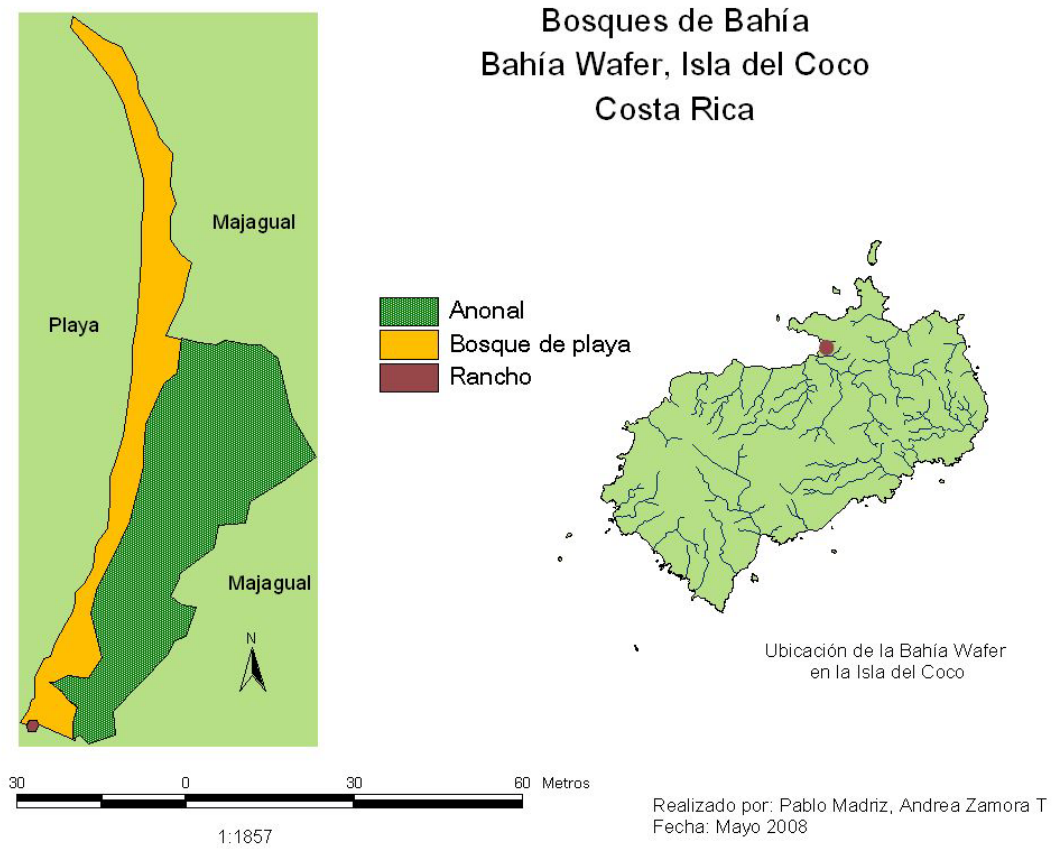 Bosques de Bahía
Bahía Wafer, Isla del Coco
Costa Rica
Majagual
Playa
Majagual
N
Anonal
Bosque de playa
Rancho
Ubicación de la Bahía Wafer
en la Isla del Coco
30 0 30 60 Metros
1:1857
Realizado por: Pablo Madriz, Andrea Zamora T
Fecha: Mayo 2008